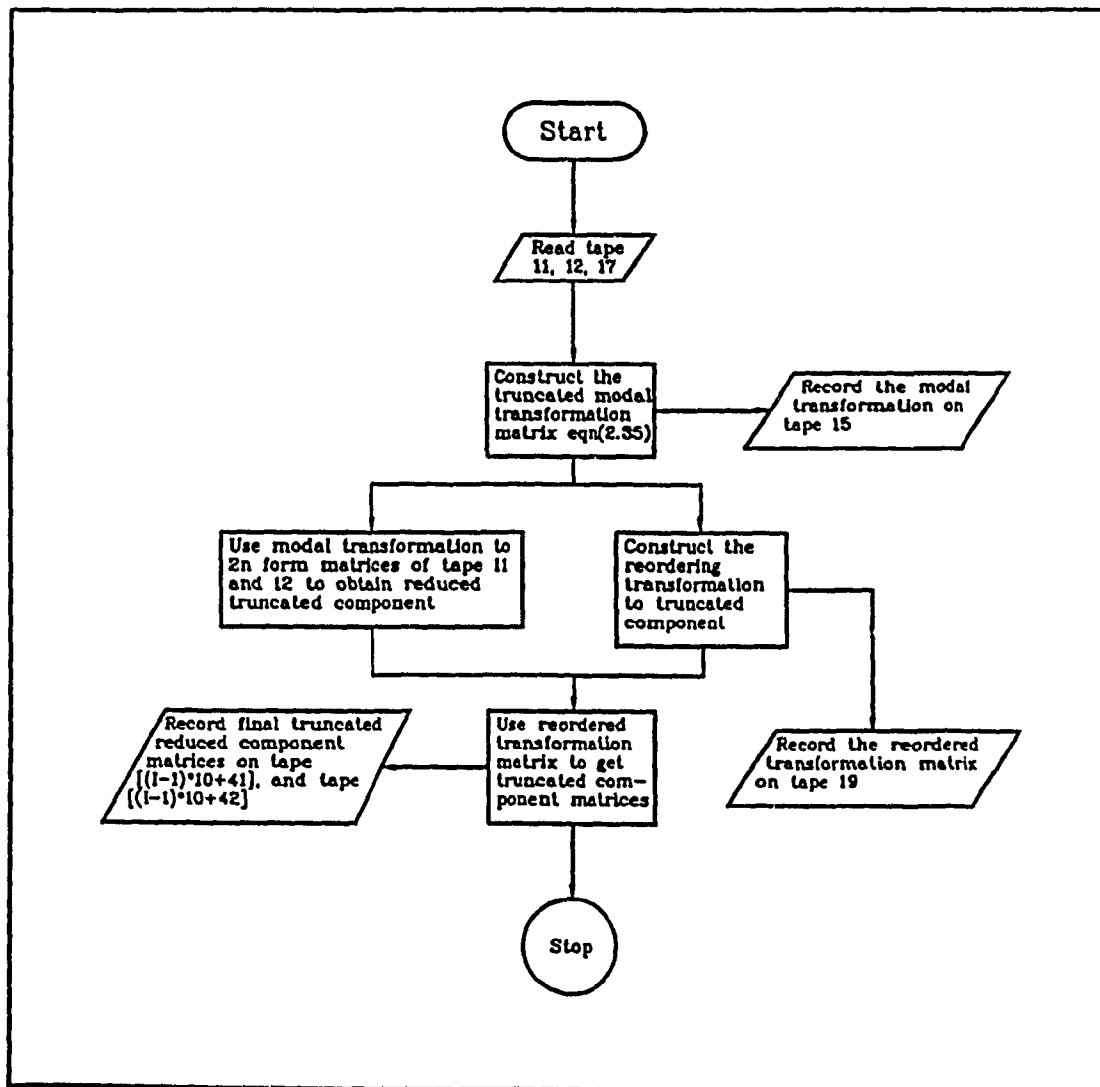 Start
Read tape
11, 12, 17
Construct the
truncated modal
transformation
matrix eqn(2.35)
Record the modal
transformation on
tape 15
Use modal transformation to
2n form matrices of tape 11
and 12 to obtain reduced
truncated component
Construct the
reordering
transformation
to truncated
component
Record final truncated
reduced component
matrices on tape
[(I-1)*10+41], and tape
[(I-1)*10+42]
Use reordered
transformation
matrix to get
truncated com-
ponent matrices
Record the reordered
transformation matrix
on tape 19
Stop